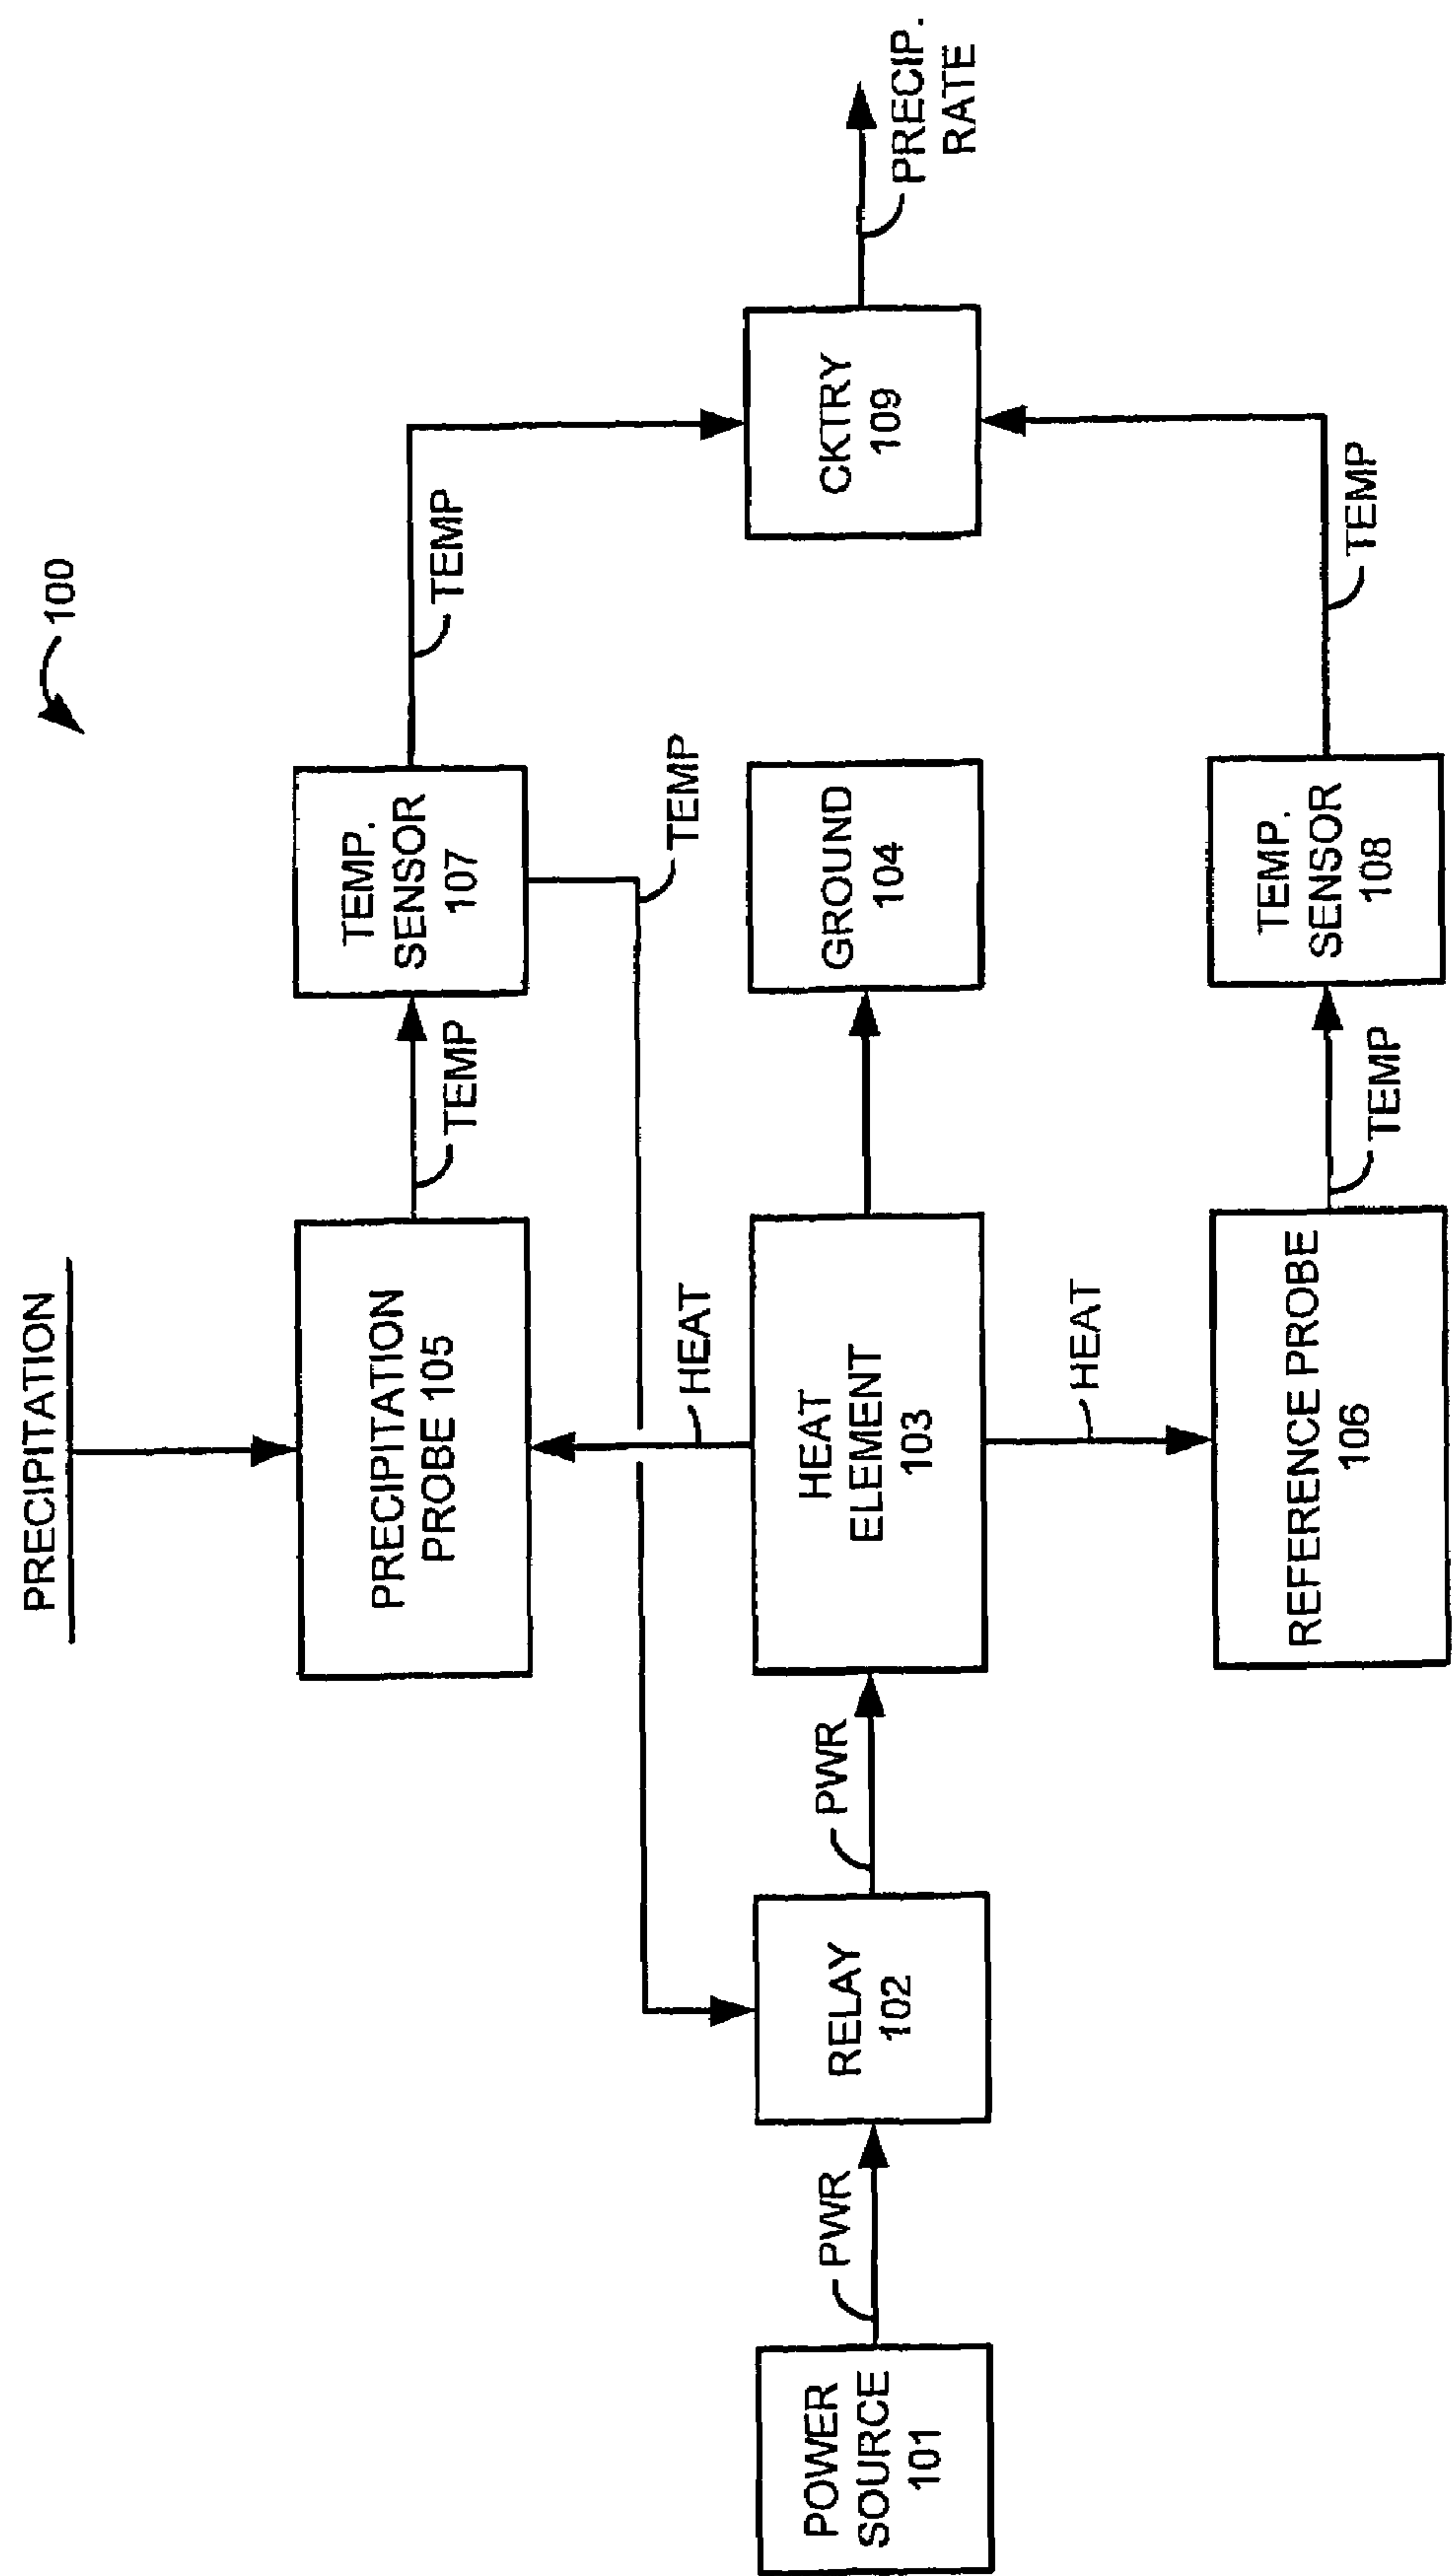 100
PRECIPITATION
PRECIPITATION
PROBE 105
TEMP
TEMP.
SENSOR
107
TEMP
TEMP
HEAT
POWER
SOURCE
101
PWR
RELAY
102
PWR
HEAT
ELEMENT
103
GROUND
104
CKTRY
109
PRECIP.
RATE
HEAT
REFERENCE PROBE
106
TEMP
TEMP.
SENSOR
108
TEMP